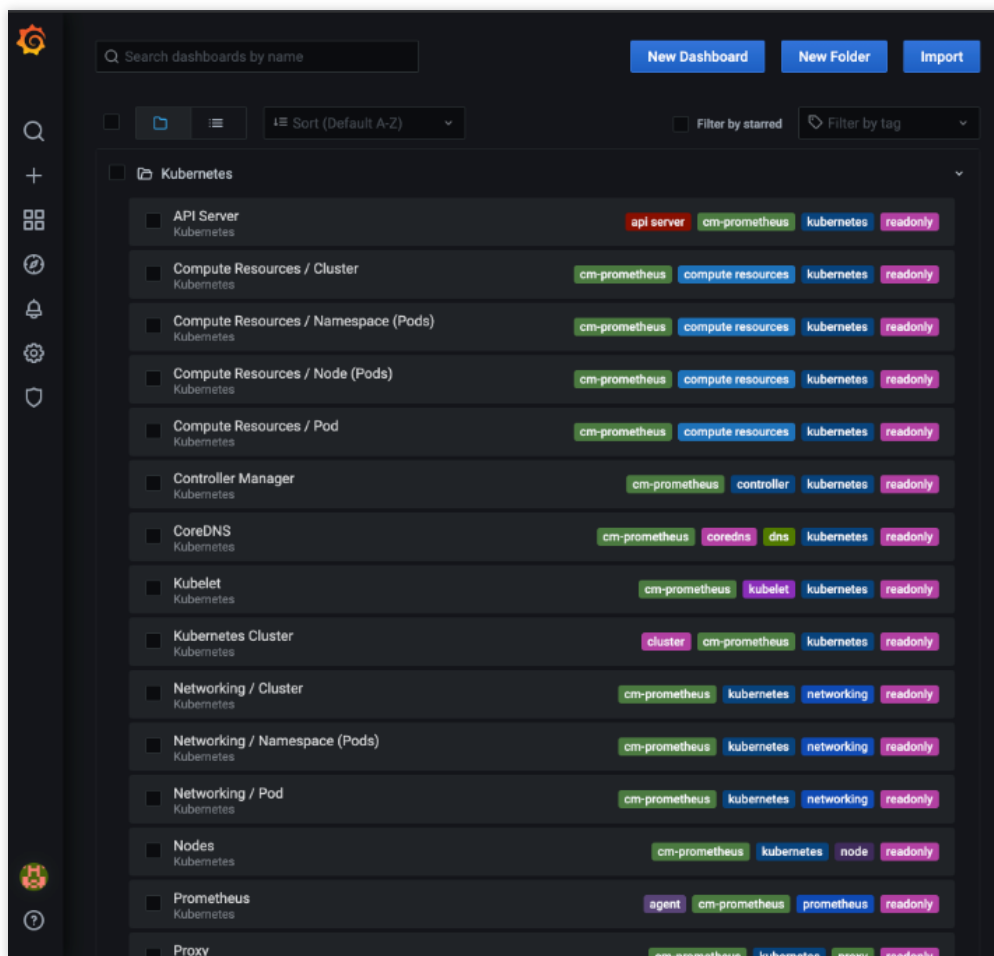 Search dashboards by name
New Dashboard
New Folder
Import
Sort (Default A-Z)
Filter by starred
Filter by tag
Kubernetes
API Server
Kubernetes
api server cm-prometheus kubernetes readonly
Compute Resources / Cluster
Kubernetes
cm-prometheus compute resources kubernetes readonly
Compute Resources / Namespace (Pods)
Kubernetes
cm-prometheus compute resources kubernetes readonly
Compute Resources / Node (Pods)
Kubernetes
cm-prometheus compute resources kubernetes readonly
Compute Resources / Pod
Kubernetes
cm-prometheus compute resources kubernetes readonly
Controller Manager
Kubernetes
cm-prometheus controller kubernetes readonly
CoreDNS
Kubernetes
cm-prometheus coredns dns kubernetes readonly
Kubelet
Kubernetes
cm-prometheus kubelet kubernetes readonly
Kubernetes Cluster
Kubernetes
cluster cm-prometheus kubernetes readonly
Networking / Cluster
Kubernetes
cm-prometheus kubernetes networking readonly
Networking / Namespace (Pods)
Kubernetes
cm-prometheus kubernetes networking readonly
Networking / Pod
Kubernetes
cm-prometheus kubernetes networking readonly
Nodes
Kubernetes
cm-prometheus kubernetes node readonly
Prometheus
Kubernetes
agent cm-prometheus prometheus readonly
Proxy
cm-prometheus kubernetes proxy readonly